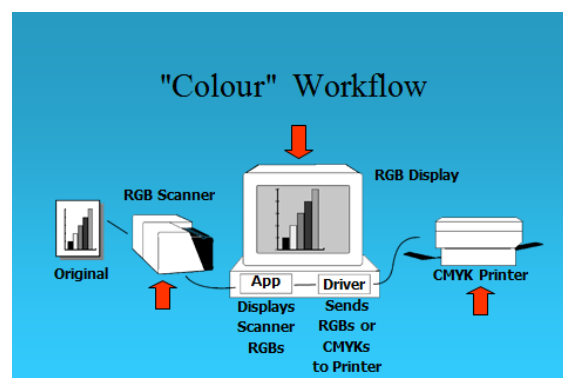 "Colour" Workflow
RGB Display
RGB Scanner
Original
App
Driver
CMYK Printer
Displays
Scanner
RGBs
Sends
RGBs or
CMYKs
to Printer